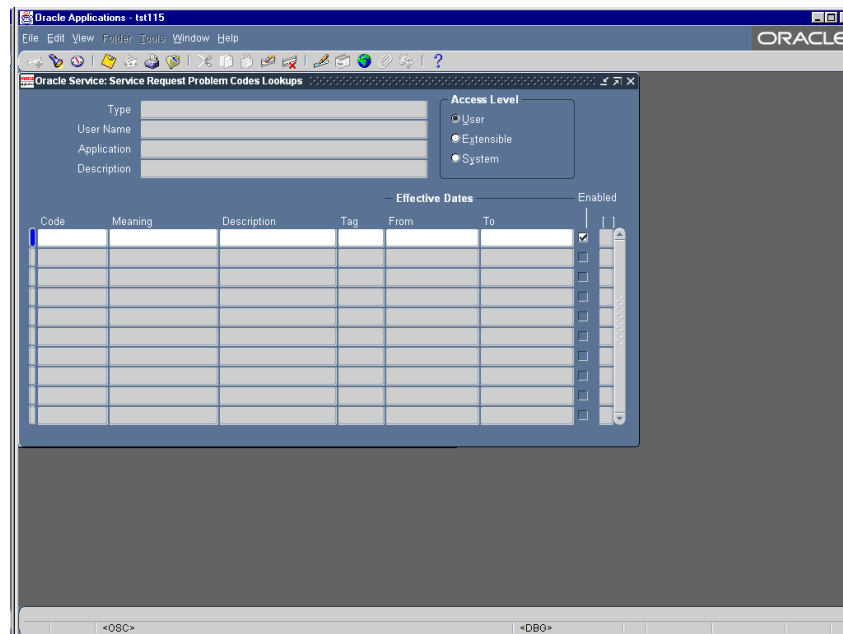 Oracle Applications - tst115
File Edit View Folder Tools Window Help
ORACLE
Oracle Service: Service Request Problem Codes Lookups
Access Level
Type
User
User Name
Extensible
Application
System
Description
Effective Dates Enabled
Code Meaning Description Tag From To [ ]
<OSC> <DBG>